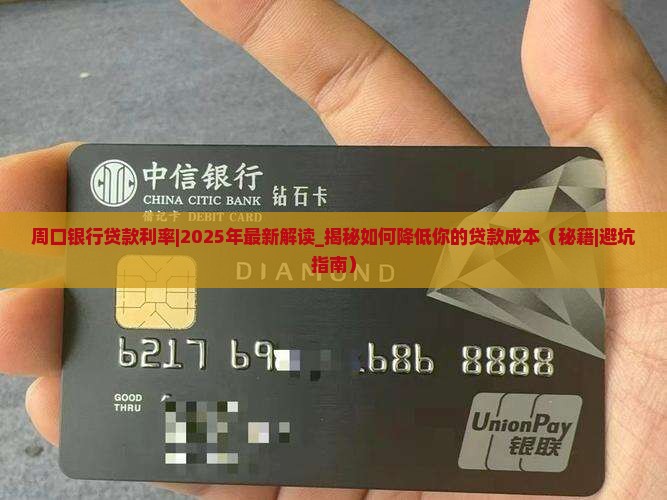 中信银行
CHINA CITIC BANK 钻石卡
借记卡 DEBIT CARD
周口银行贷款利率|2025年最新解读_揭秘如何降低你的贷款成本（秘籍|避坑
指南）
DIAMOND
6217 69 686 8888
GOOD
THRU
UnionPay
银联